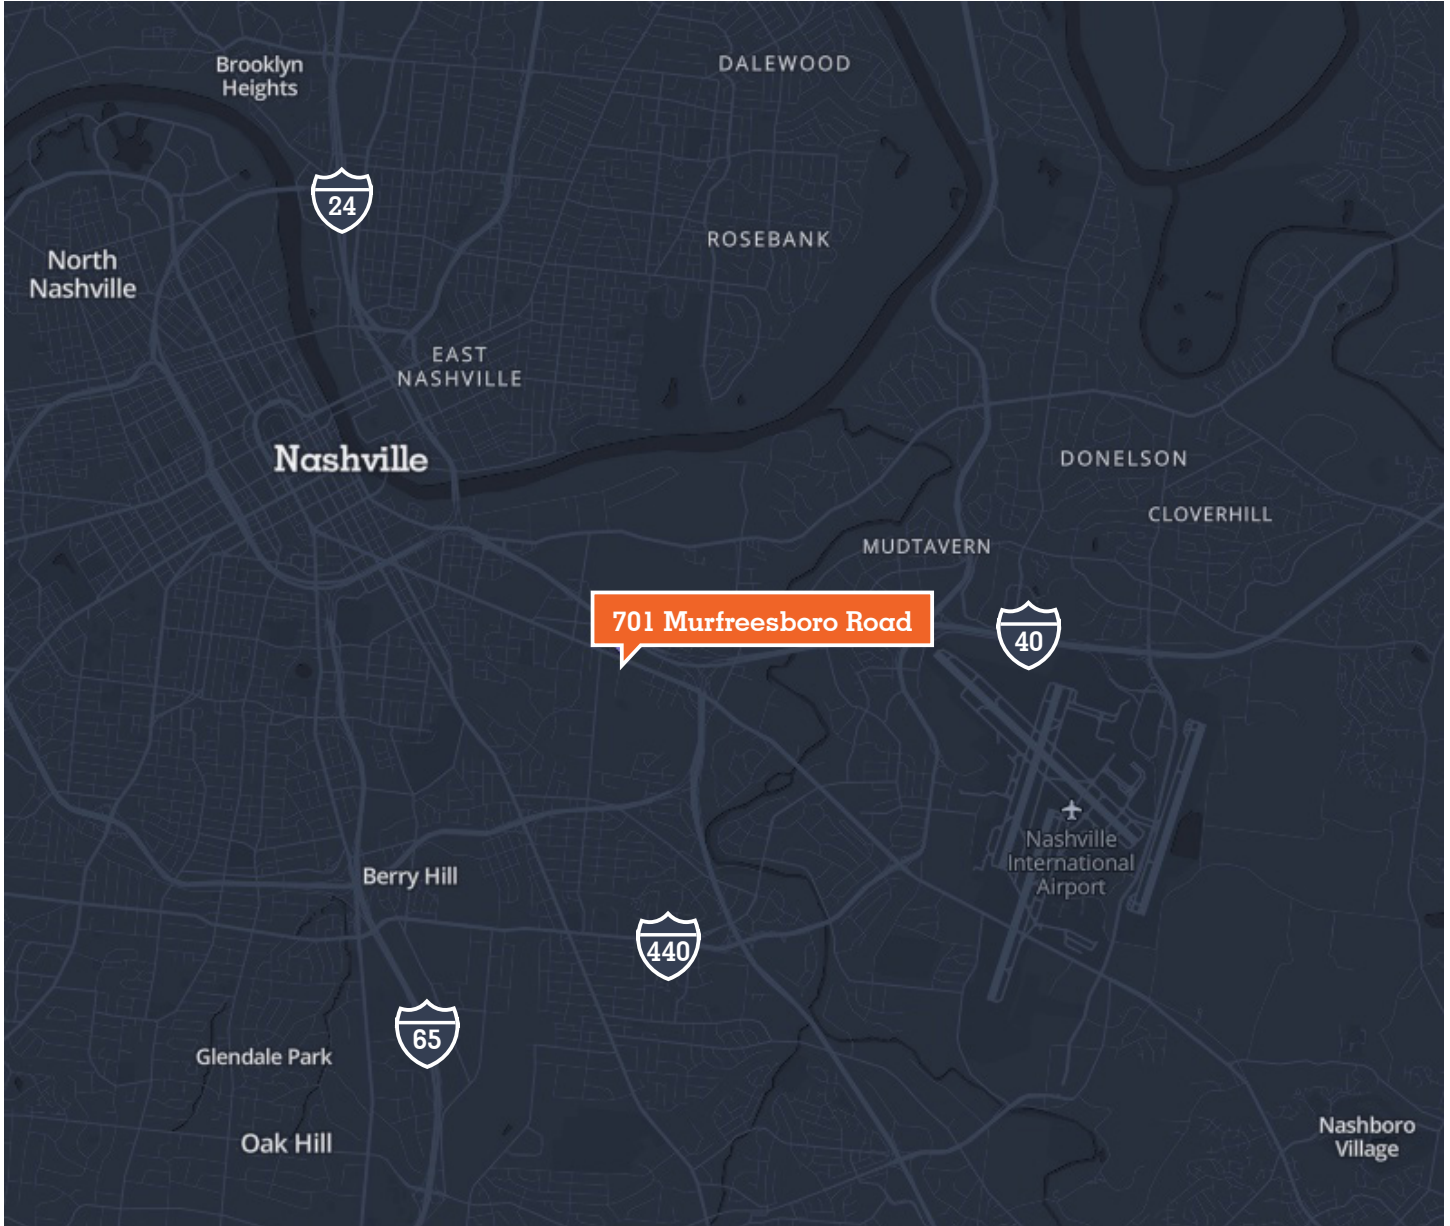 Brooklyn
Heights
DALEWOOD
24
ROSEBANK
North
Nashville
EAST
NASHVILLE
Nashville
DONELSON
CLOVERHILL
MUDTAVERN
701 Murfreesboro Road
40
Nashville
International
Airport
Berry Hill
440
65
Glendale Park
Oak Hill
Nashboro
Village